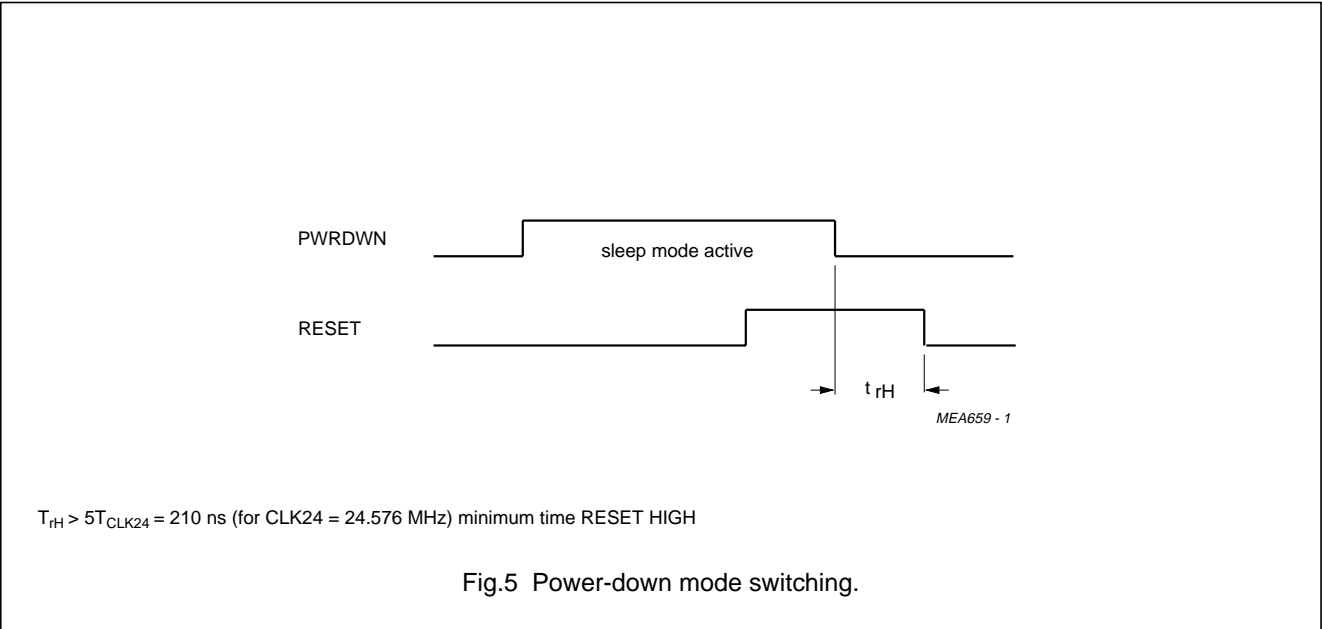 PWRDWN
sleep mode active
RESET
t rH
MEA659 - 1
TrH > 5TCLK24 = 210 ns (for CLK24 = 24.576 MHz) minimum time RESET HIGH
Fig.5 Power-down mode switching.